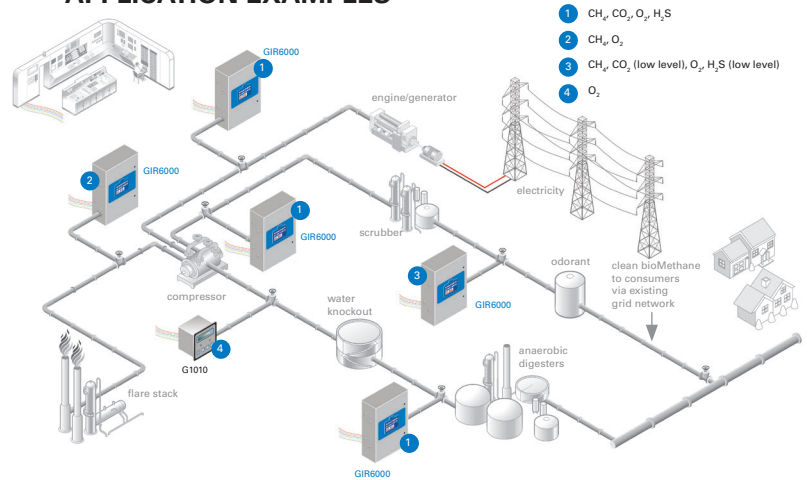 APPLICATION EXAMPLES
1 CH₄, CO₂, O₂, H₂S
2 CH₄, O₂
3 CH₄, CO₂ (low level), O₂, H₂S (low level)
4 O₂
GIR6000
1
engine/generator
electricity
2
GIR6000
1
GIR6000
scrubber
3
GIR6000
odorant
clean bioMethane
to consumers
via existing
grid network
compressor
water
knockout
4
G1010
flare stack
anaerobic
digesters
1
GIR6000